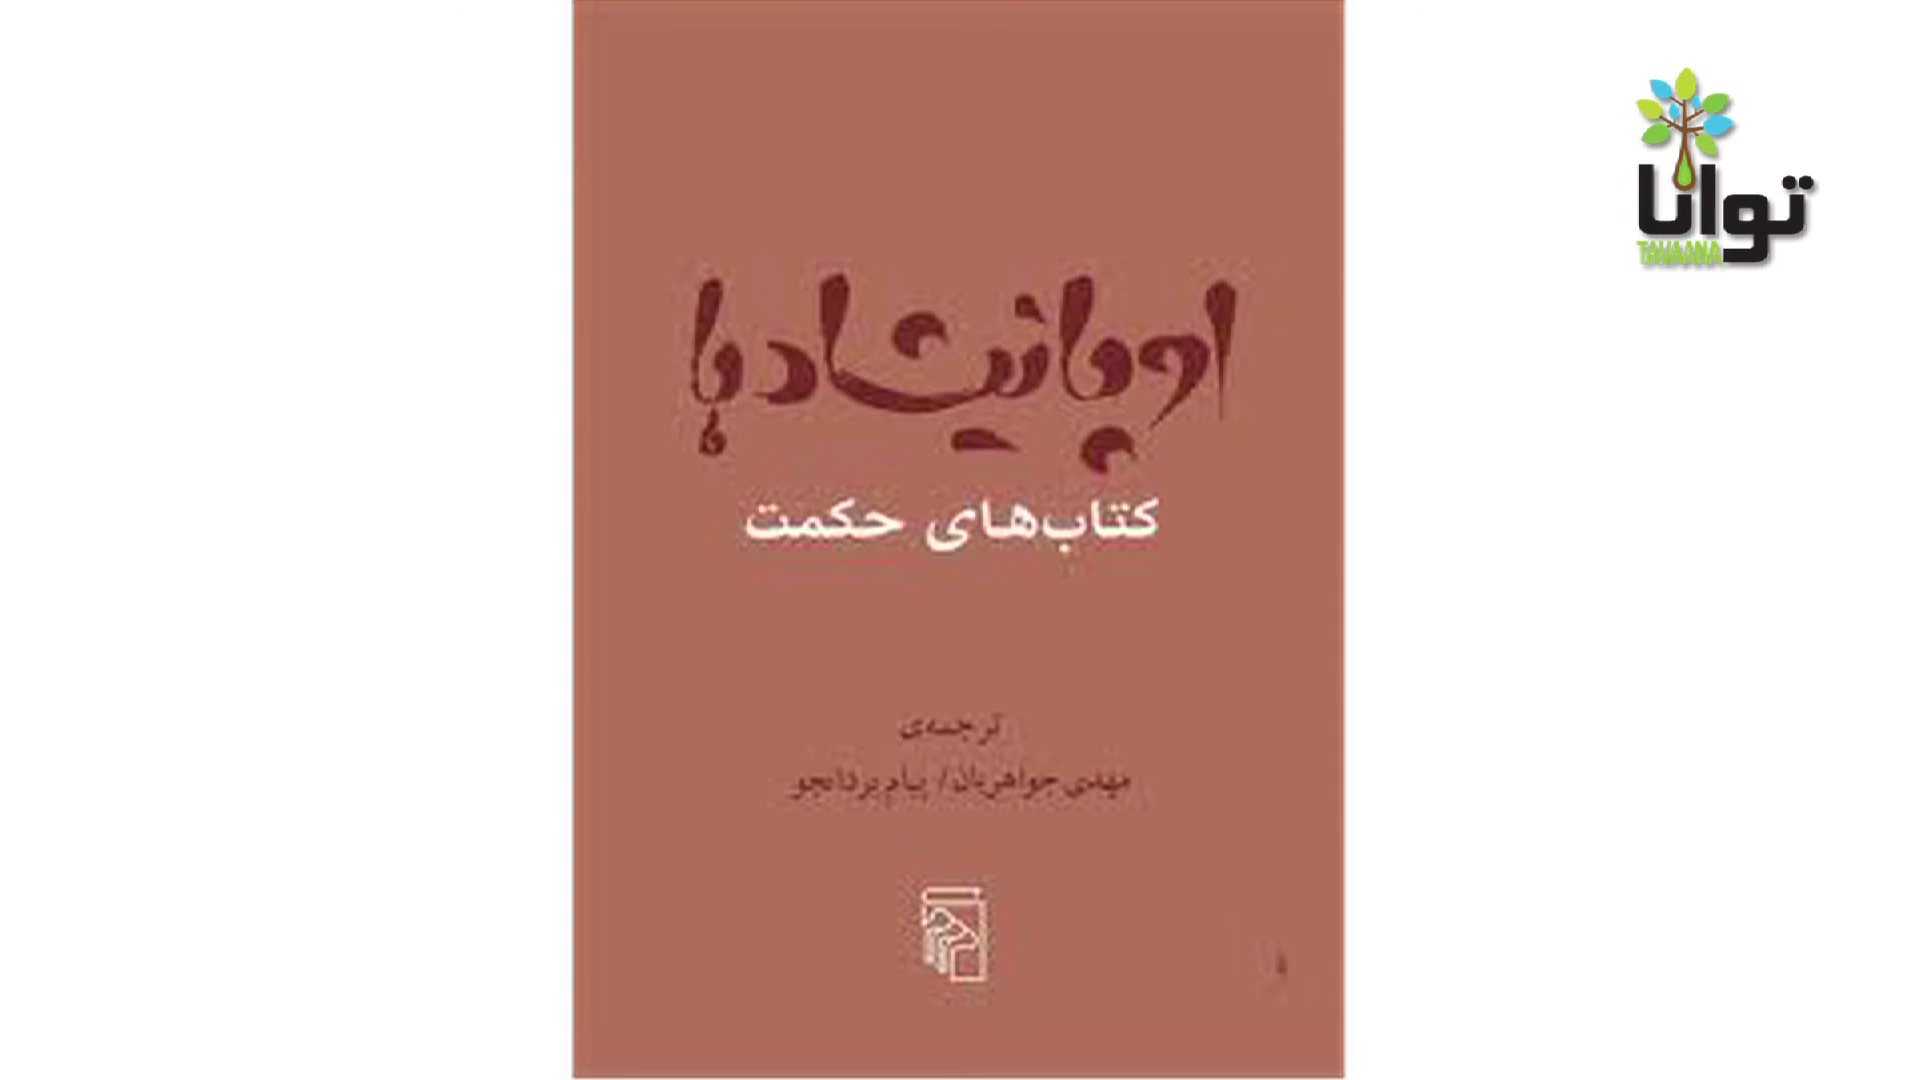 اوپانیشادها
کتاب‌های حکمت
ترجمه‌ی
مهدی جواهریان / پیام یزدانجو
توانا
TAVAANA